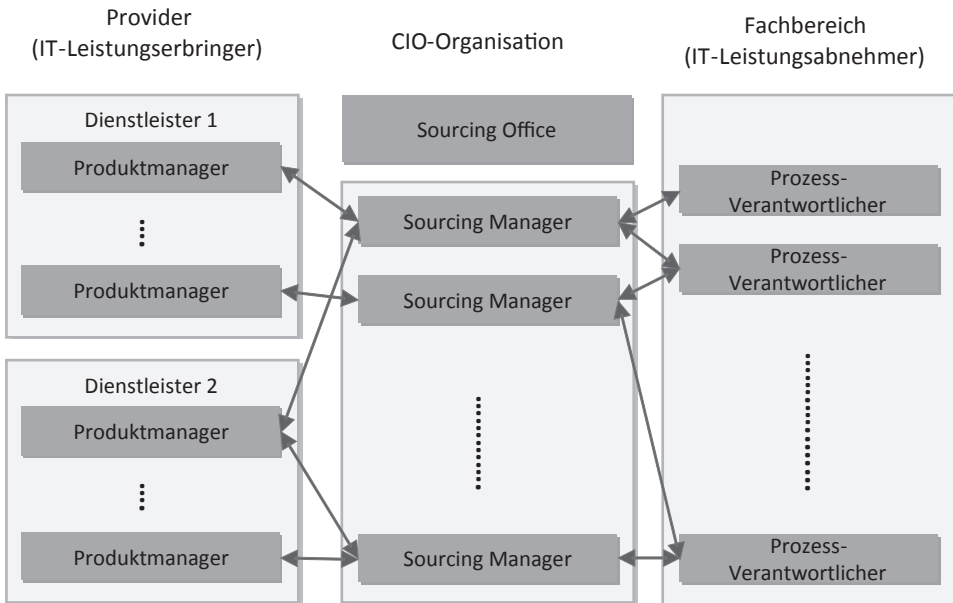 Provider
(IT-Leistungserbringer)
CIO-Organisation
Fachbereich
(IT-Leistungsabnehmer)
Dienstleister 1
Produktmanager
Produktmanager
Dienstleister 2
Produktmanager
Produktmanager
Sourcing Office
Sourcing Manager
Sourcing Manager
Sourcing Manager
Prozess-
Verantwortlicher
Prozess-
Verantwortlicher
Prozess-
Verantwortlicher